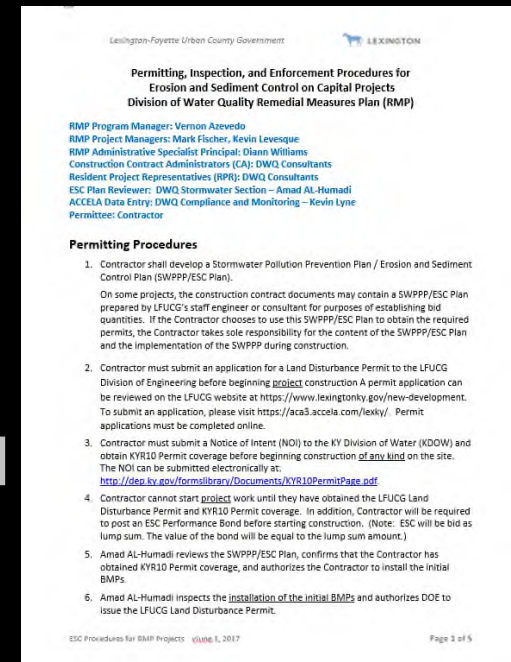 Lexington-Fayette Urban County Government
LEXINGTON
Permitting, Inspection, and Enforcement Procedures for
Erosion and Sediment Control on Capital Projects
Division of Water Quality Remedial Measures Plan (RMP)
RMP Program Manager: Vernon Azevedo
RMP Project Managers: Mark Fischer, Kevin Levesque
RMP Administrative Specialist Principal: Diann Williams
Construction Contract Administrators (CA): DWQ Consultants
Resident Project Representatives (RPR): DWQ Consultants
ESC Plan Reviewer: DWQ Stormwater Section – Amad AL-Humadi
ACCELA Data Entry: DWQ Compliance and Monitoring – Kevin Lyne
Permittee: Contractor
Permitting Procedures
1. Contractor shall develop a Stormwater Pollution Prevention Plan / Erosion and Sediment
Control Plan (SWPPP/ESC Plan).
On some projects, the construction contract documents may contain a SWPPP/ESC Plan
prepared by LFUCG's staff engineer or consultant for purposes of establishing bid
quantities. If the Contractor chooses to use this SWPPP/ESC Plan to obtain the required
permits, the Contractor takes sole responsibility for the content of the SWPPP/ESC Plan
and the implementation of the SWPPP during construction.
2. Contractor must submit an application for a Land Disturbance Permit to the LFUCG
Division of Engineering before beginning project construction A permit application can
be reviewed on the LFUCG website at https://www.lexingtonky.gov/new-development.
To submit an application, please visit https://aca3.accela.com/lexky/. Permit
applications must be completed online.
3. Contractor must submit a Notice of Intent (NOI) to the KY Division of Water (KDOW) and
obtain KYR10 Permit coverage before beginning construction of any kind on the site.
The NOI can be submitted electronically at:
http://dep.ky.gov/formslibrary/Documents/KYR10PermitPage.pdf.
4. Contractor cannot start project work until they have obtained the LFUCG Land
Disturbance Permit and KYR10 Permit coverage. In addition, Contractor will be required
to post an ESC Performance Bond before starting construction. (Note: ESC will be bid as
lump sum. The value of the bond will be equal to the lump sum amount.)
5. Amad AL-Humadi reviews the SWPPP/ESC Plan, confirms that the Contractor has
obtained KYR10 Permit coverage, and authorizes the Contractor to install the initial
BMPs.
6. Amad AL-Humadi inspects the installation of the initial BMPs and authorizes DOE to
issue the LFUCG Land Disturbance Permit.
ESC Procedures for RMP Projects 1, 2017
Page 1 of 5